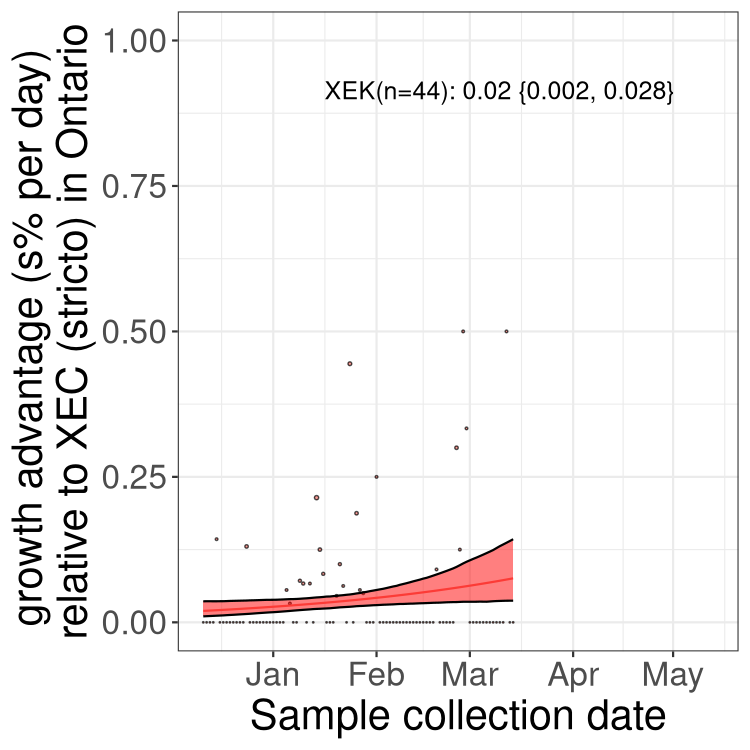 growth advantage (s% per day)
relative to XEC (stricto) in Ontario
1.00
0.75
0.50
0.25
0.00
XEK(n=44): 0.02 {0.002, 0.028}
Jan Feb Mar Apr May
Sample collection date